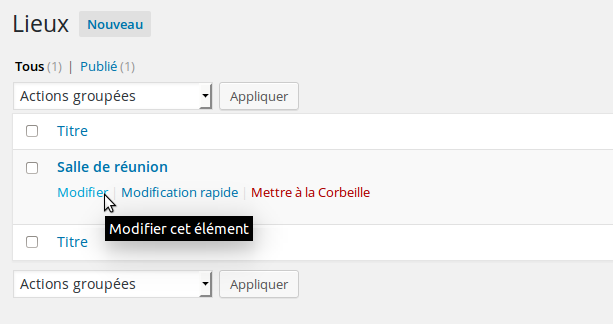 Lieux Nouveau
Tous (1) | Publié (1)
Actions groupées Appliquer
Titre
Salle de réunion
Modifier | Modification rapide | Mettre à la Corbeille
Modifier cet élément
Titre
Actions groupées Appliquer